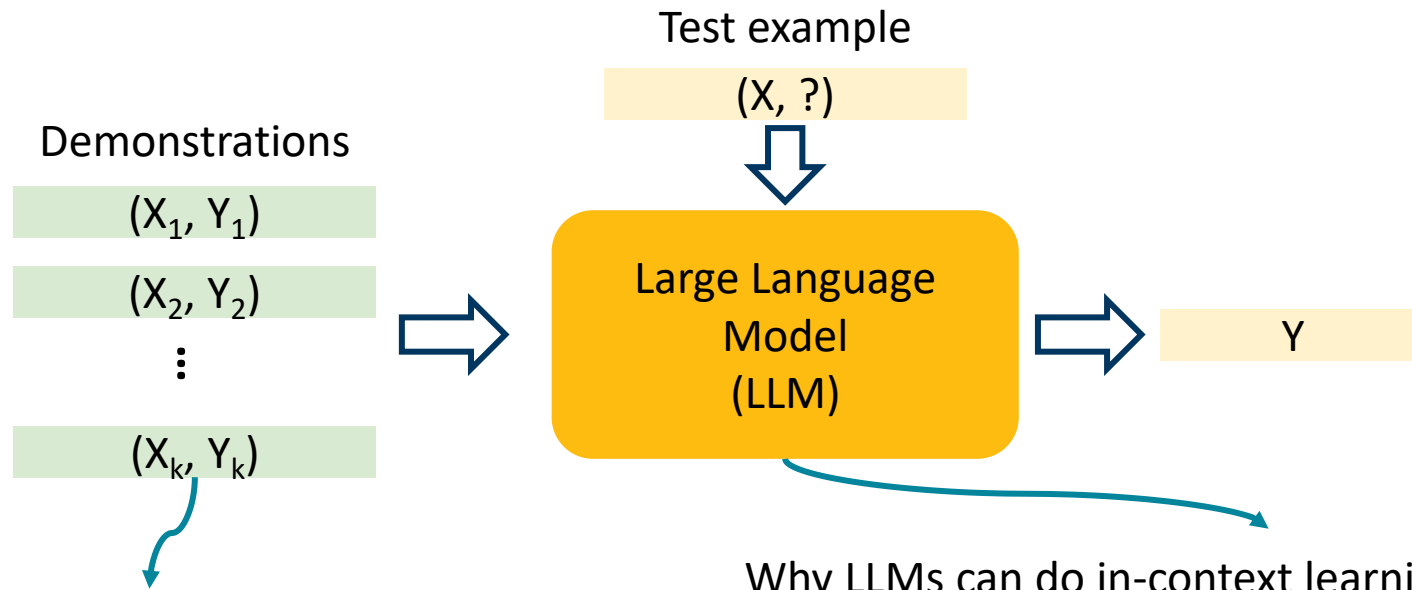 Test example
(X, ?)
Demonstrations
(X₁, Y₁)
(X₂, Y₂)
⋮
(Xₖ, Yₖ)
Large Language
Model
(LLM)
Y
Why LLMs can do in-context